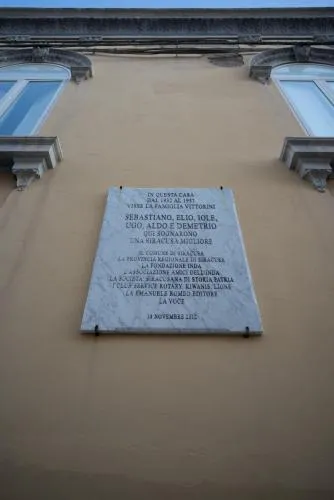 IN QUESTA CASA
DAL 1932 AL 1957
VISSE LA FAMIGLIA VITTORINI
SEBASTIANO, ELIO, IOLE,
UGO, ALDO E DEMETRIO
QUI SOGNARONO
UNA SIRACUSA MIGLIORE
IL COMUNE DI SIRACUSA
LA PROVINCIA REGIONALE DI SIRACUSA
LA FONDAZIONE INDA
L'ASSOCIAZIONE AMICI DELL'INDA
LA SOCIETA' SIRACUSANA DI STORIA PATRIA
I CLUB SERVICE ROTARY, KIWANIS, LIONS
LA EMANUELE ROMEO EDITORE
LA VOCE
18 NOVEMBRE 2012